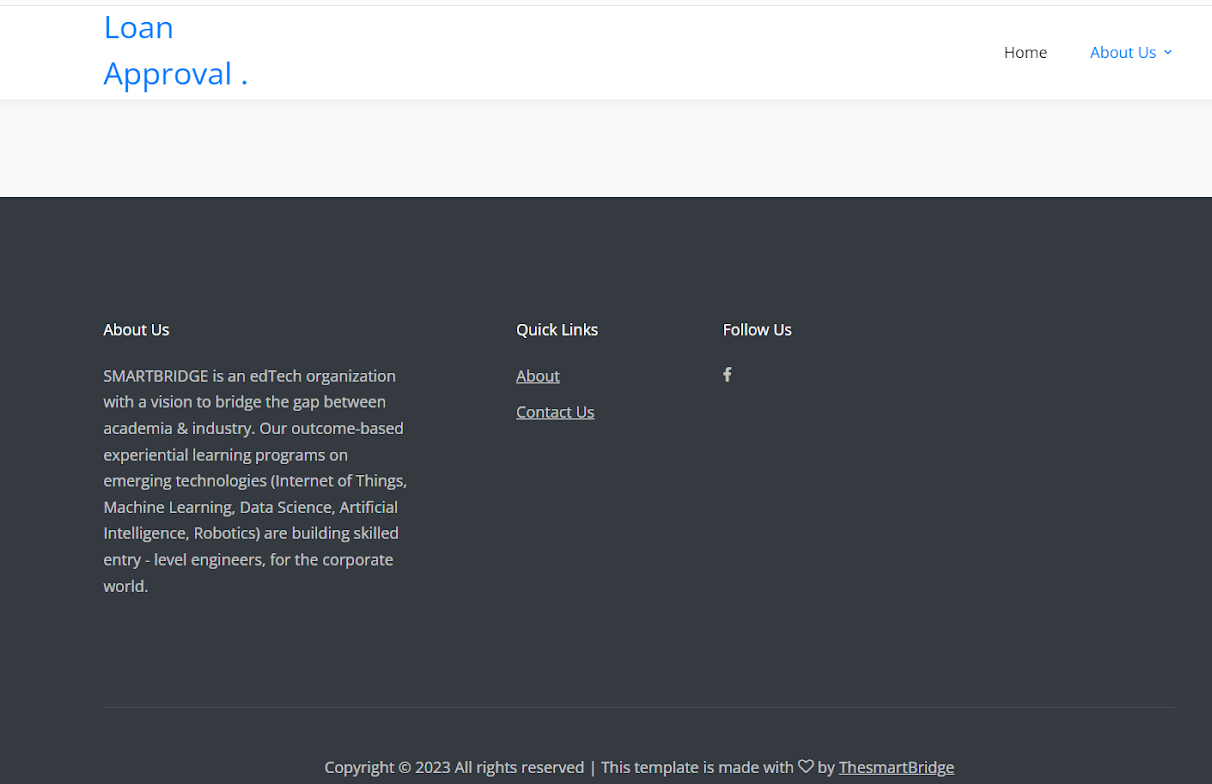 Loan
Approval .
Home
About Us
About Us
SMARTBRIDGE is an edTech organization
with a vision to bridge the gap between
academia & industry. Our outcome-based
experiential learning programs on
emerging technologies (Internet of Things,
Machine Learning, Data Science, Artificial
Intelligence, Robotics) are building skilled
entry - level engineers, for the corporate
world.
Quick Links
About
Contact Us
Follow Us
Copyright © 2023 All rights reserved | This template is made with ♡ by ThesmartBridge